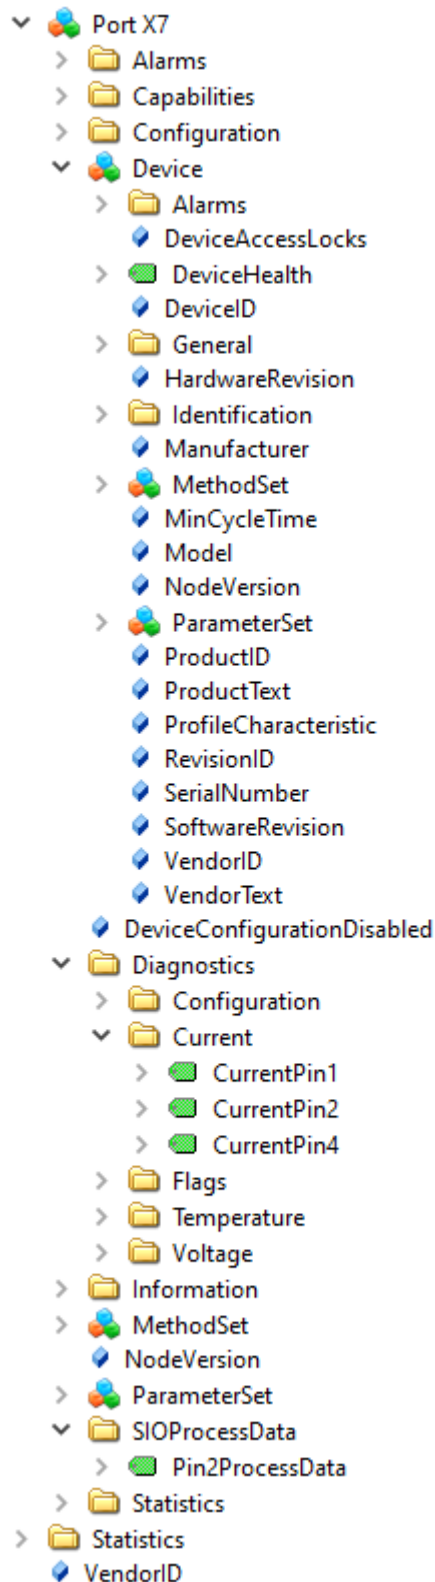 Port X7
Alarms
Capabilities
Configuration
Device
Alarms
DeviceAccessLocks
DeviceHealth
DeviceID
General
HardwareRevision
Identification
Manufacturer
MethodSet
MinCycleTime
Model
NodeVersion
ParameterSet
ProductID
ProductText
ProfileCharacteristic
RevisionID
SerialNumber
SoftwareRevision
VendorID
VendorText
DeviceConfigurationDisabled
Diagnostics
Configuration
Current
CurrentPin1
CurrentPin2
CurrentPin4
Flags
Temperature
Voltage
Information
MethodSet
NodeVersion
ParameterSet
SIOProcessData
Pin2ProcessData
Statistics
Statistics
VendorID